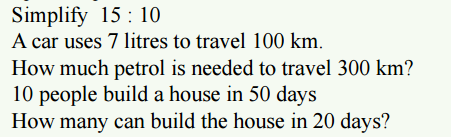 Simplify 15 : 10
A car uses 7 litres to travel 100 km.
How much petrol is needed to travel 300 km?
10 people build a house in 50 days
How many can build the house in 20 days?